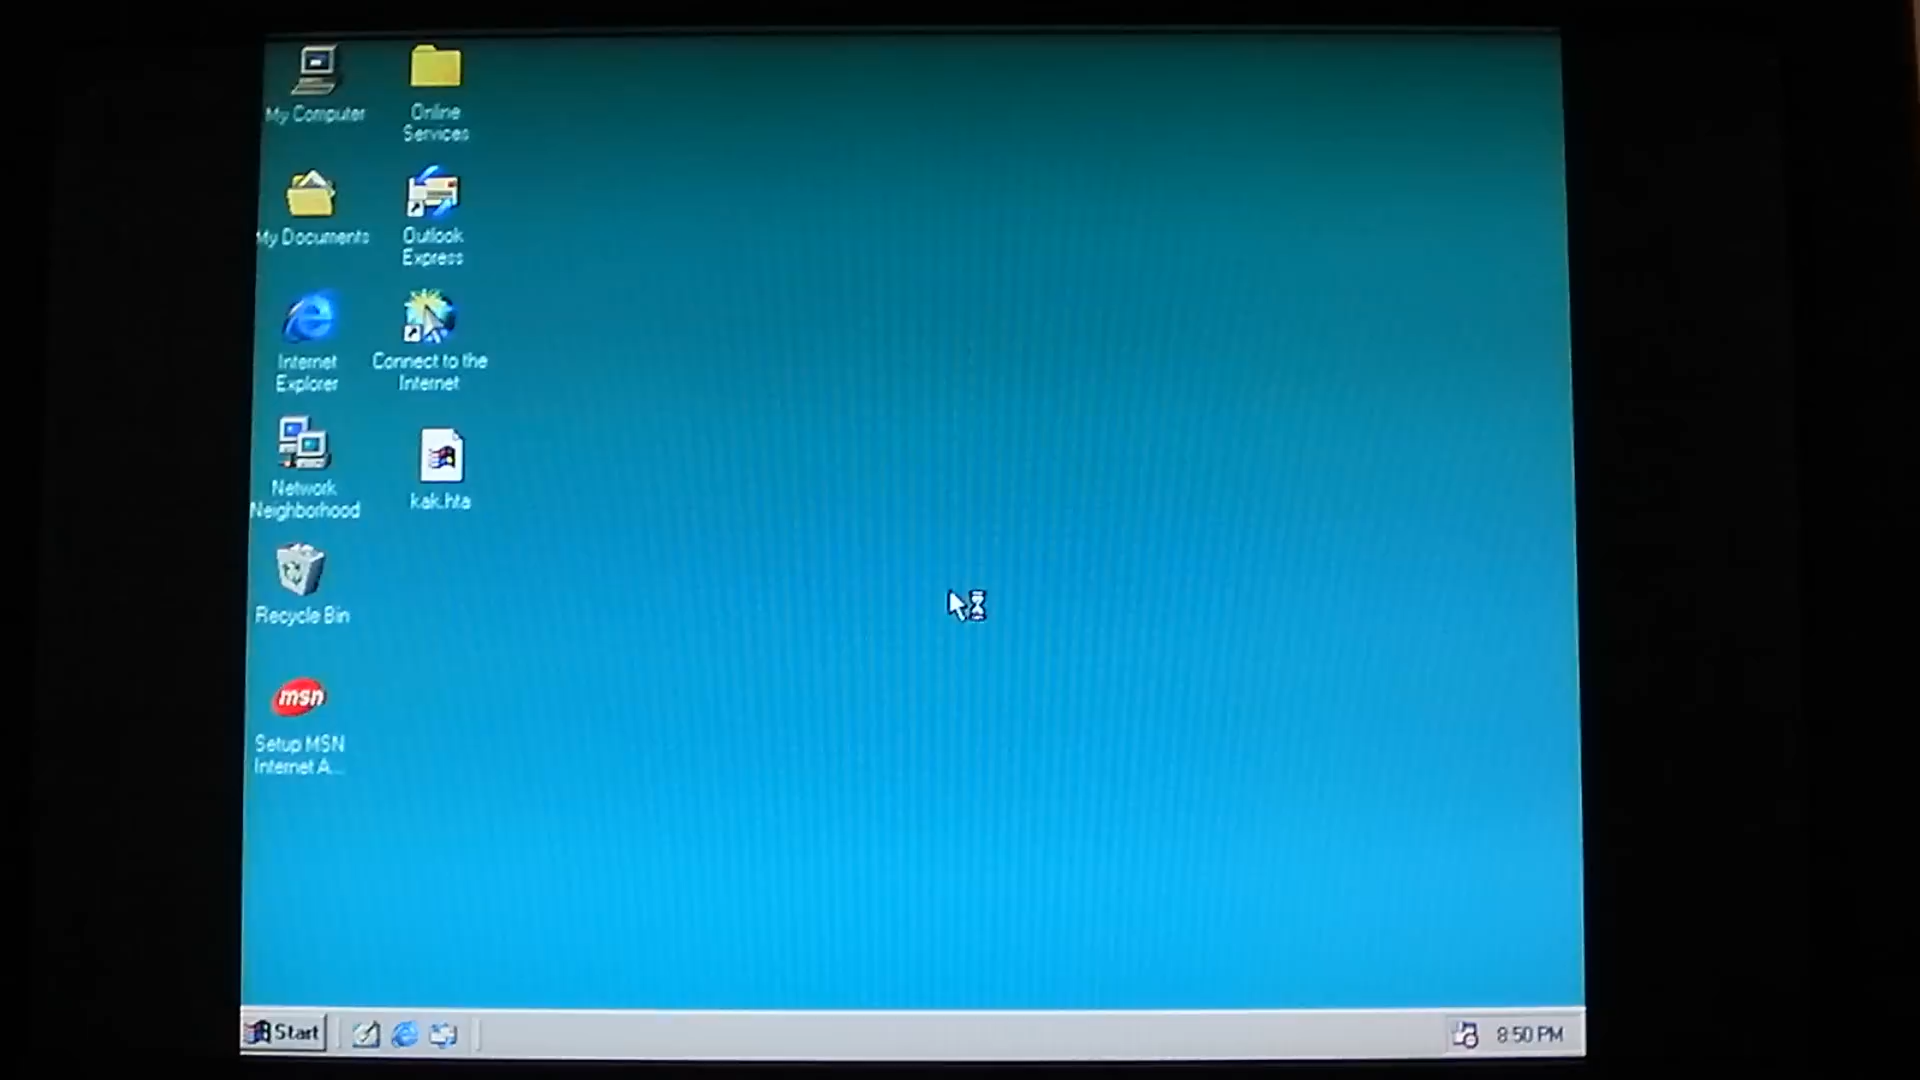 My Computer
Online
Services
My Documents
Outlook
Express
Internet
Explorer
Connect to the
Internet
Network
Neighborhood
kak.hta
Recycle Bin
msn
Setup MSN
Internet A...
Start
8:50 PM